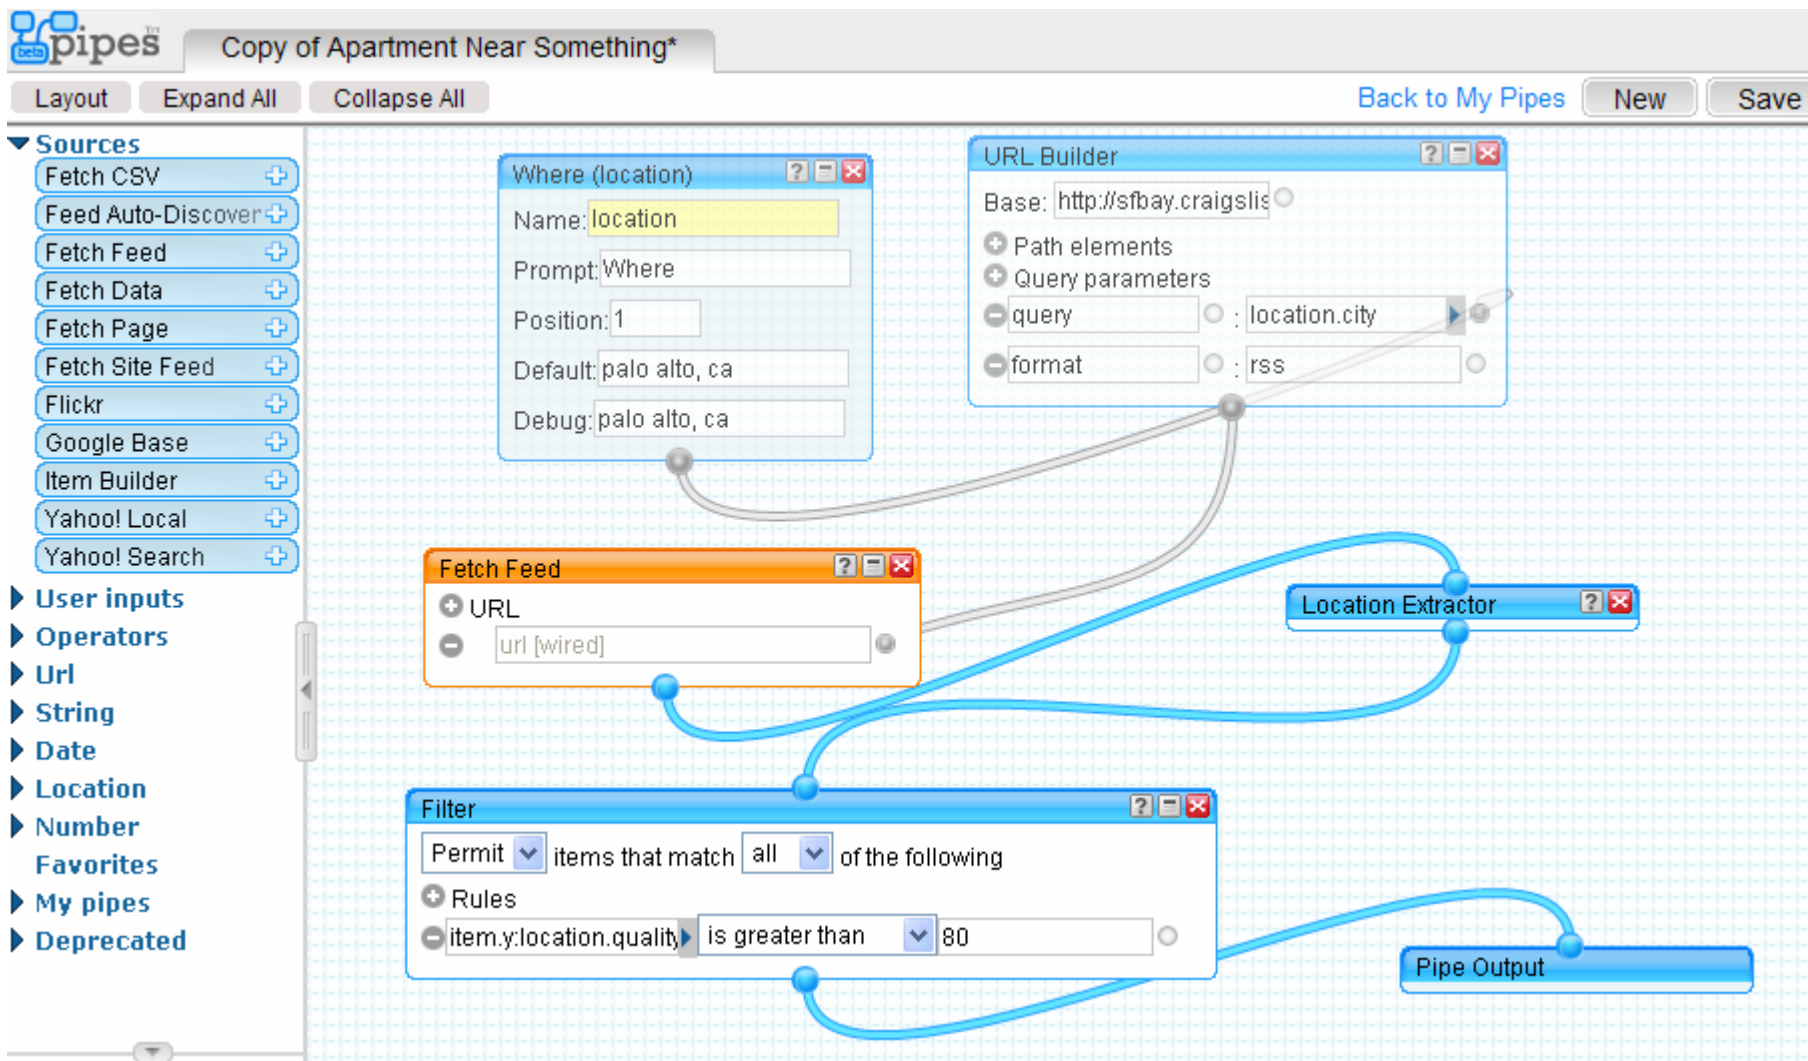 pipes™
beta
Copy of Apartment Near Something*
Layout Expand All Collapse All Back to My Pipes New Save
Sources
Fetch CSV
Feed Auto-Discover
Fetch Feed
Fetch Data
Fetch Page
Fetch Site Feed
Flickr
Google Base
Item Builder
Yahoo! Local
Yahoo! Search
User inputs
Operators
Url
String
Date
Location
Number
Favorites
My pipes
Deprecated
Where (location) ?
Name: location
Prompt: Where
Position: 1
Default: palo alto, ca
Debug: palo alto, ca
URL Builder ?
Base: http://sfbay.craigslis
Path elements
Query parameters
query : location.city
format : rss
Fetch Feed ?
URL
url [wired]
Location Extractor ?
Filter ?
Permit items that match all of the following
Rules
item.y:location.quality is greater than 80
Pipe Output